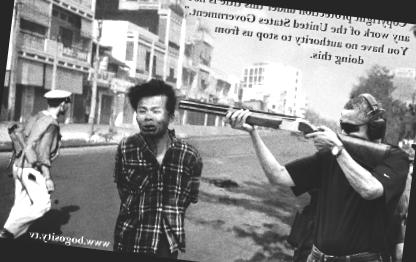 Copyright protection under this title is
any work of the United States Government.
You have no authority to stop us from
doing this.
www.bogosity.tv